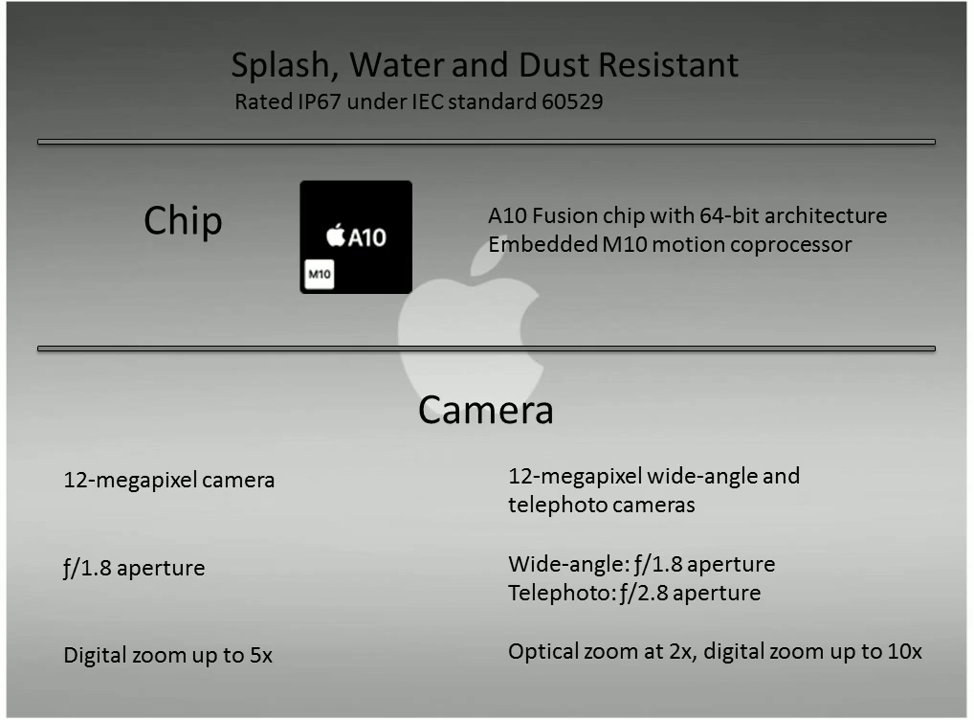 Splash, Water and Dust Resistant
Rated IP67 under IEC standard 60529
Chip
A10
M10
A10 Fusion chip with 64-bit architecture
Embedded M10 motion coprocessor
Camera
12-megapixel camera
12-megapixel wide-angle and
telephoto cameras
ƒ/1.8 aperture
Wide-angle: ƒ/1.8 aperture
Telephoto: ƒ/2.8 aperture
Digital zoom up to 5x
Optical zoom at 2x, digital zoom up to 10x